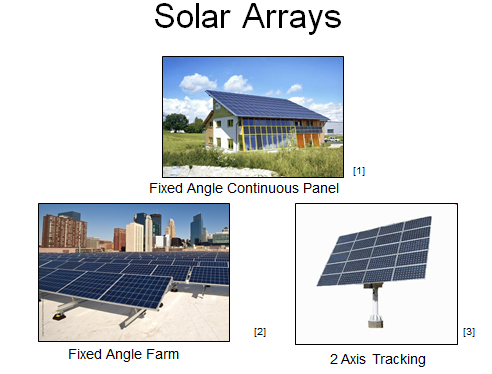 Solar Arrays
[1]
Fixed Angle Continuous Panel
[2]
[3]
Fixed Angle Farm
2 Axis Tracking